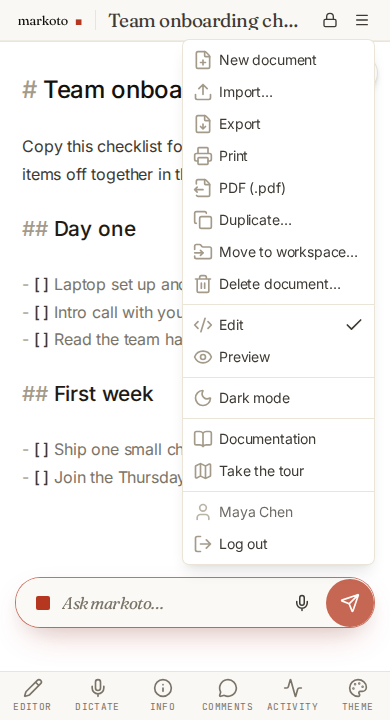 markoto
Team onboarding ch...
New document
Import...
Export
Print
PDF (.pdf)
Duplicate...
Move to workspace...
Delete document...
Edit
Preview
Dark mode
Documentation
Take the tour
Maya Chen
Log out
# Team onboa
Copy this checklist fo
items off together in t
## Day one
- [ ] Laptop set up and
- [ ] Intro call with you
- [ ] Read the team ha
## First week
- [ ] Ship one small ch
- [ ] Join the Thursday
Ask markoto...
EDITOR
DICTATE
INFO
COMMENTS
ACTIVITY
THEME